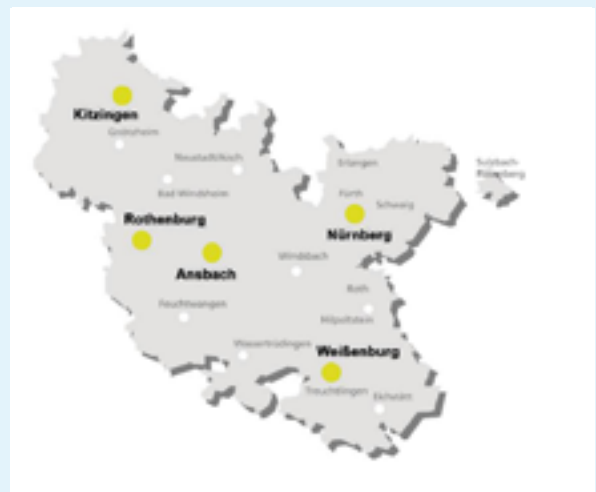 Kitzingen
Neustadt/Aisch
Bad Windsheim
Erlangen
Fürth
Schwaig
Sulzbach-
Rosenberg
Rothenburg
Nürnberg
Ansbach
Windsbach
Roth
Hilpoltstein
Feuchtwangen
Wassertrüdingen
Weißenburg
Treuchtlingen
Eichstätt